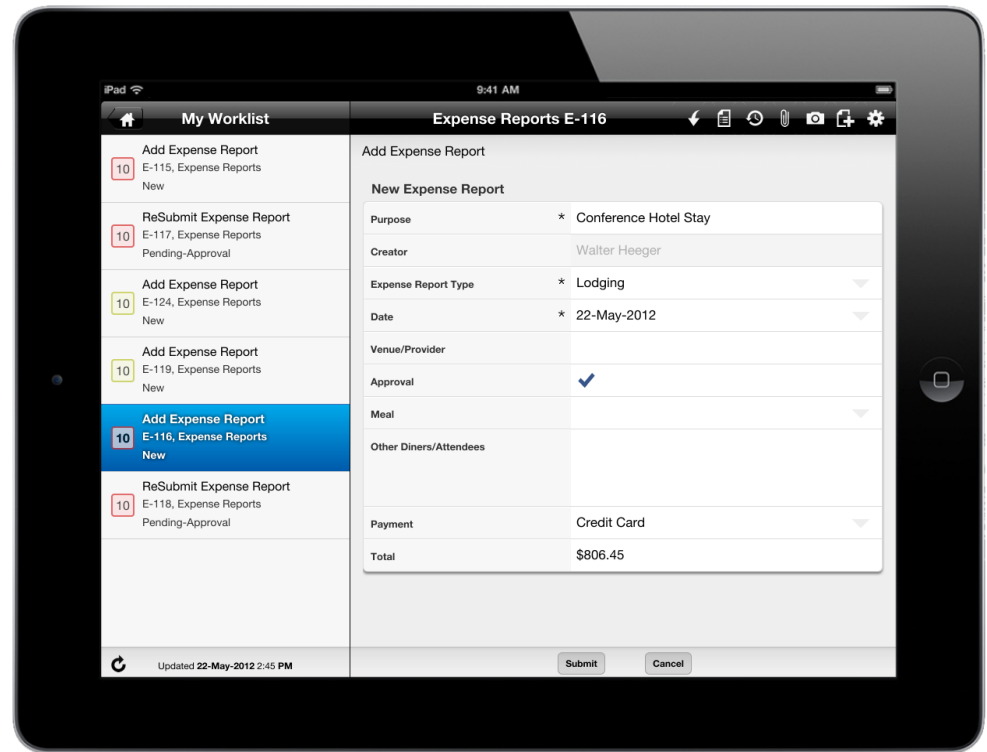 iPad 9:41 AM
My Worklist
Expense Reports E-116
Add Expense Report
10 E-115, Expense Reports
New
ReSubmit Expense Report
10 E-117, Expense Reports
Pending-Approval
Add Expense Report
10 E-124, Expense Reports
New
Add Expense Report
10 E-119, Expense Reports
New
Add Expense Report
10 E-116, Expense Reports
New
ReSubmit Expense Report
10 E-118, Expense Reports
Pending-Approval
Updated 22-May-2012 2:45 PM
Add Expense Report
New Expense Report
Purpose * Conference Hotel Stay
Creator Walter Heeger
Expense Report Type * Lodging
Date * 22-May-2012
Venue/Provider
Approval
Meal
Other Diners/Attendees
Payment Credit Card
Total $806.45
Submit Cancel